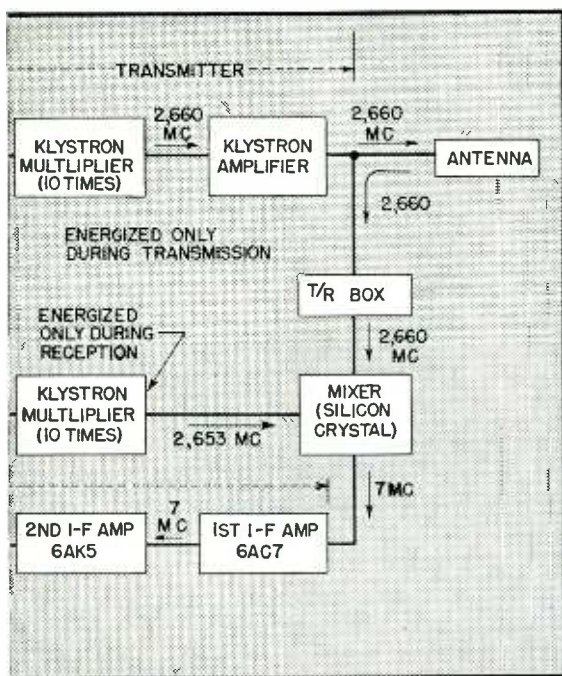 TRANSMITTER
2,660
MC
2,660
MC
KLYSTRON
MULTLIPLIER
(10 TIMES)
KLYSTRON
AMPLIFIER
ANTENNA
2,660
ENERGIZED ONLY
DURING TRANSMISSION
T/R BOX
ENERGIZED
ONLY DURING
RECEPTION
2,660
MC
KLYSTRON
MULTLIPLIER
(10 TIMES)
MIXER
(SILICON
CRYSTAL)
2,653 MC
7MC
7
MC
2ND I-F AMP
6AK5
1ST I-F AMP
6AC7